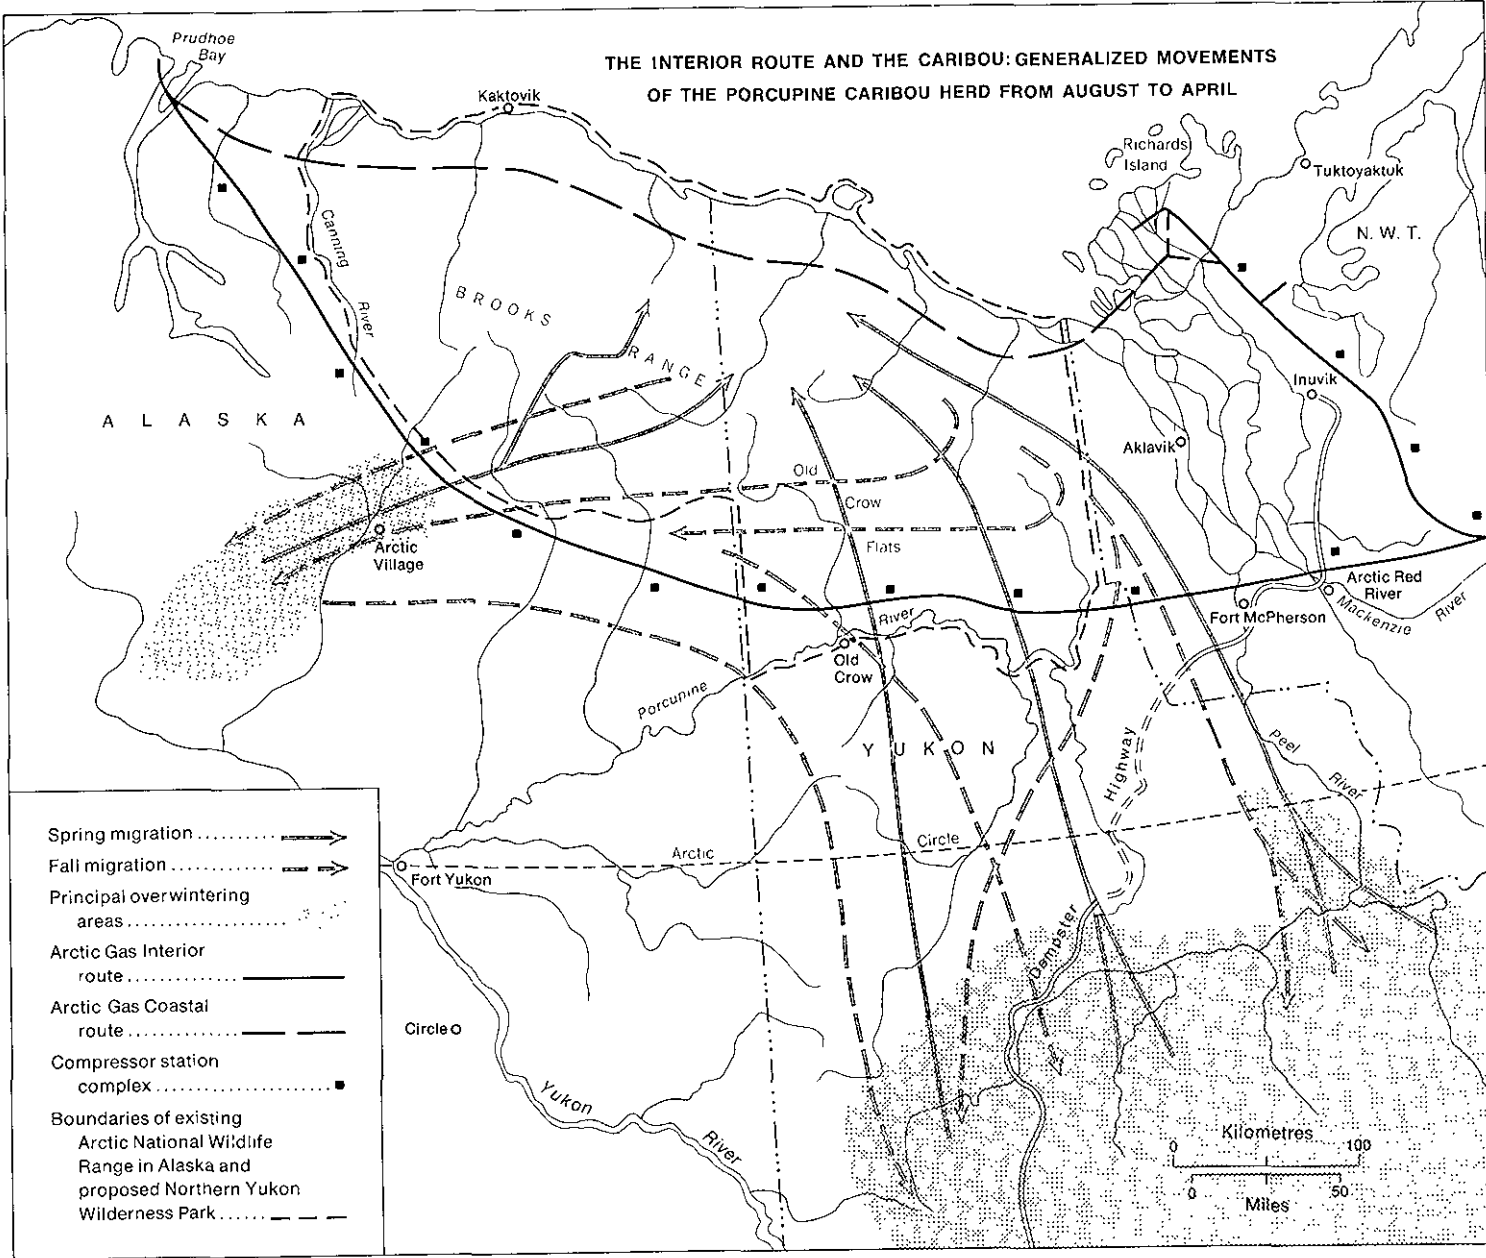 THE INTERIOR ROUTE AND THE CARIBOU: GENERALIZED MOVEMENTS
OF THE PORCUPINE CARIBOU HERD FROM AUGUST TO APRIL
Prudhoe
Bay
Kaktovik
Richards
Island
Tuktoyaktuk
N. W. T.
Canning
River
BROOKS
RANGE
Inuvik
ALASKA
Aklavik
Old
Crow
Flats
Arctic
Village
Arctic Red
River
Mackenzie
River
Fort McPherson
River
Old
Crow
Porcupine
YUKON
Peel
River
Highway
Arctic
Circle
Fort Yukon
Dempster
Circle
Yukon
River
Spring migration
Fall migration
Principal overwintering
areas
Arctic Gas Interior
route
Arctic Gas Coastal
route
Compressor station
complex
Boundaries of existing
Arctic National Wildlife
Range in Alaska and
proposed Northern Yukon
Wilderness Park
Kilometres
0 100
0 50
Miles